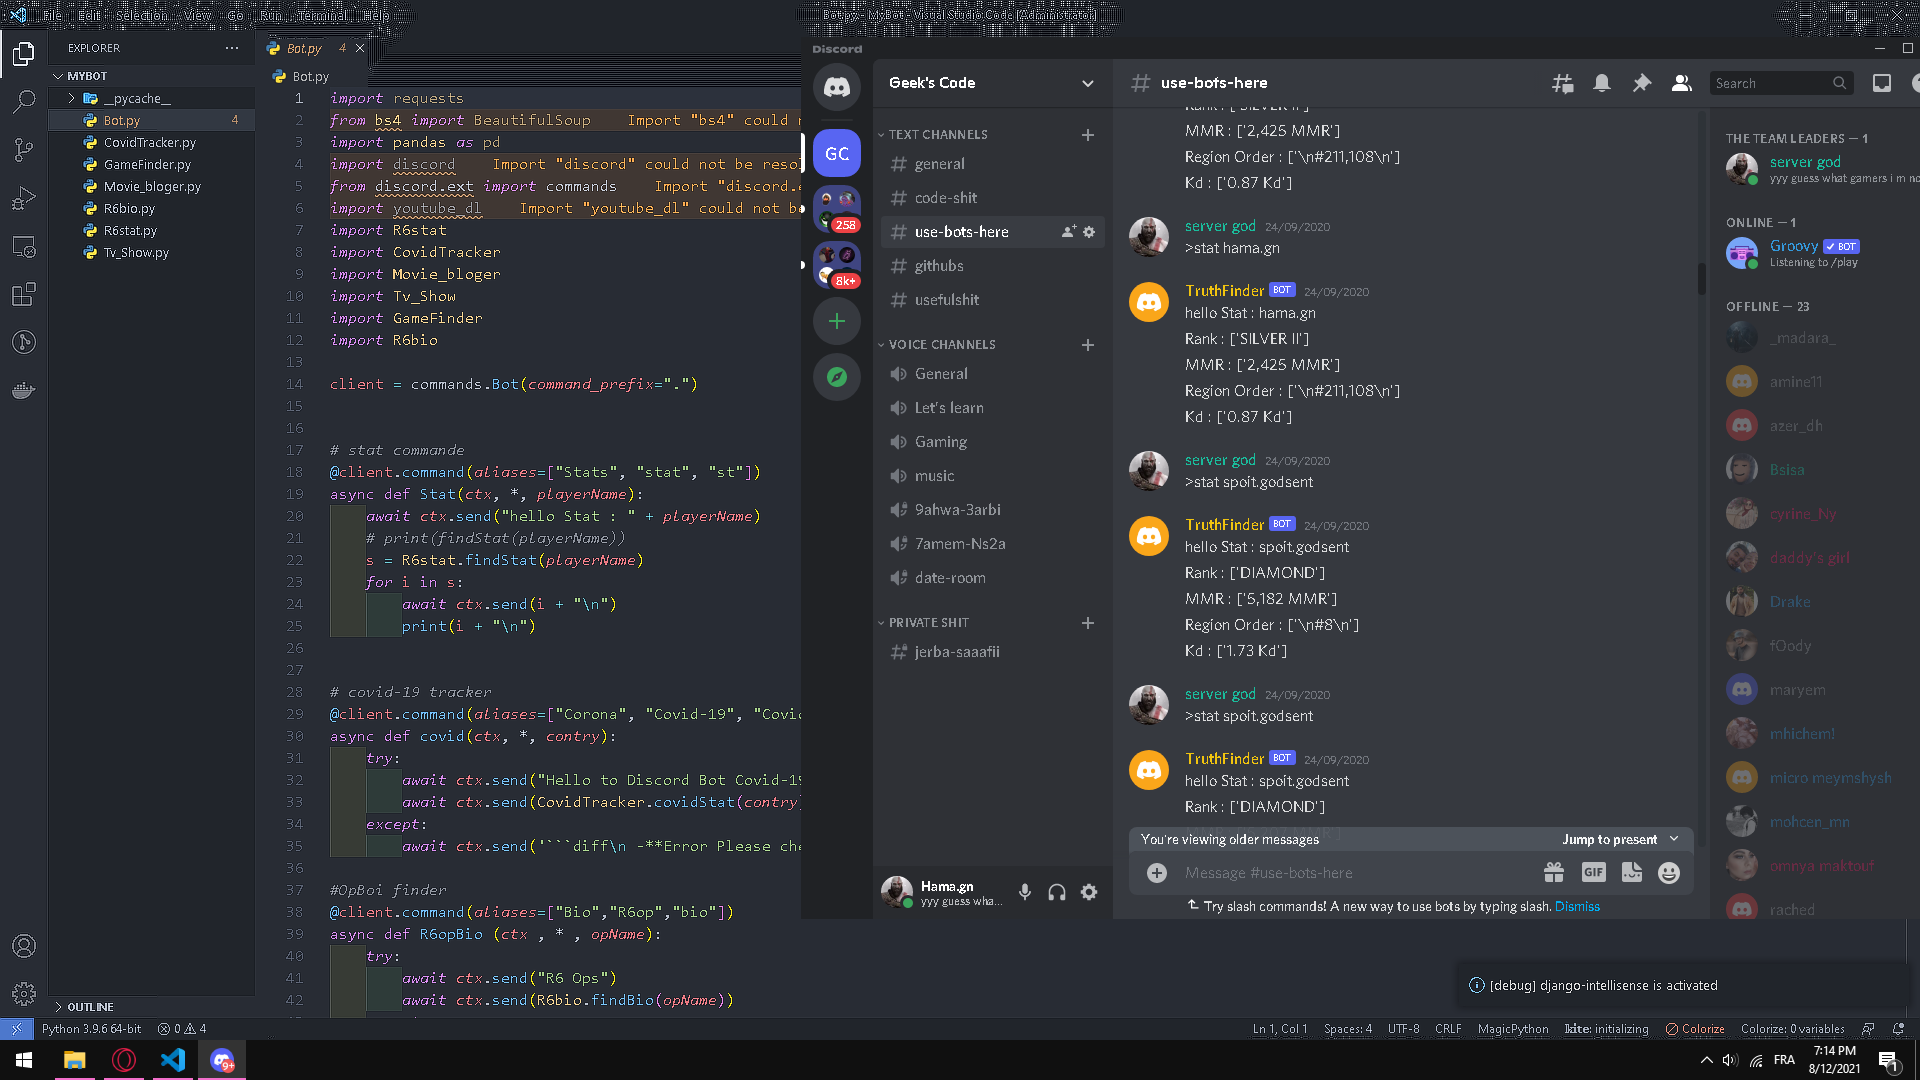 File Edit Selection View Go Run Terminal Help
Bot.py - MyBot - Visual Studio Code [Administrator]
EXPLORER
MYBOT
__pycache__
Bot.py 4
CovidTracker.py
GameFinder.py
Movie_bloger.py
R6bio.py
R6stat.py
Tv_Show.py
OUTLINE
Bot.py 4
Bot.py
1 import requests
2 from bs4 import BeautifulSoup Import "bs4" could
3 import pandas as pd
4 import discord Import "discord" could not be reso
5 from discord.ext import commands Import "discord.
6 import youtube_dl Import "youtube_dl" could not b
7 import R6stat
8 import CovidTracker
9 import Movie_bloger
10 import Tv_Show
11 import GameFinder
12 import R6bio
13
14 client = commands.Bot(command_prefix=".")
15
16
17 # stat commande
18 @client.command(aliases=["Stats", "stat", "st"])
19 async def Stat(ctx, *, playerName):
20 await ctx.send("hello Stat : " + playerName)
21 # print(findStat(playerName))
22 s = R6stat.findStat(playerName)
23 for i in s:
24 await ctx.send(i + "\n")
25 print(i + "\n")
26
27
28 # covid-19 tracker
29 @client.command(aliases=["Corona", "Covid-19", "Covi
30 async def covid(ctx, *, contry):
31 try:
32 await ctx.send("Hello to Discord Bot Covid-19
33 await ctx.send(CovidTracker.covidStat(contry
34 except:
35 await ctx.send('```diff\n -**Error Please che
36
37 #OpBoi finder
38 @client.command(aliases=["Bio","R6op","bio"])
39 async def R6opBio (ctx , * , opName):
40 try:
41 await ctx.send("R6 Ops")
42 await ctx.send(R6bio.findBio(opName))
Discord
GC
258
8k+
Geek's Code
TEXT CHANNELS
general
code-shit
use-bots-here
githubs
usefulshit
VOICE CHANNELS
General
Let's learn
Gaming
music
9ahwa-3arbi
7amem-Ns2a
date-room
PRIVATE SHIT
jerba-saaafii
Hama.gn
yyy guess wha...
use-bots-here
Search
Rank : ['SILVER II']
MMR : ['2,425 MMR']
Region Order : ['\n#211,108\n']
Kd : ['0.87 Kd']
server god 24/09/2020
>stat hama.gn
TruthFinder BOT 24/09/2020
hello Stat : hama.gn
Rank : ['SILVER II']
MMR : ['2,425 MMR']
Region Order : ['\n#211,108\n']
Kd : ['0.87 Kd']
server god 24/09/2020
>stat spoit.godsent
TruthFinder BOT 24/09/2020
hello Stat : spoit.godsent
Rank : ['DIAMOND']
MMR : ['5,182 MMR']
Region Order : ['\n#8\n']
Kd : ['1.73 Kd']
server god 24/09/2020
>stat spoit.godsent
TruthFinder BOT 24/09/2020
hello Stat : spoit.godsent
Rank : ['DIAMOND']
You're viewing older messages Jump to present
Message #use-bots-here
GIF
Try slash commands! A new way to use bots by typing slash. Dismiss
THE TEAM LEADERS — 1
server god
yyy guess what gamers i m no
ONLINE — 1
Groovy BOT
Listening to /play
OFFLINE — 23
_madara_
amine11
azer_dh
Bsisa
cyrine_Ny
daddy's girl
Drake
fOody
maryem
mhichem!
micro meymshysh
mohcen_mn
omnya maktouf
rached
[debug] django-intellisense is activated
Python 3.9.6 64-bit 0 4
Ln 1, Col 1 Spaces: 4 UTF-8 CRLF MagicPython kite: initializing Colorize Colorize: 0 variables
9+
FRA
7:14 PM
8/12/2021
1